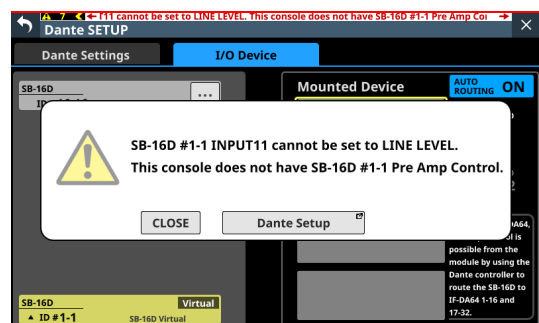 7 T11 cannot be set to LINE LEVEL. This console does not have SB-16D #1-1 Pre Amp
Dante SETUP
Dante Settings
I/O Device
SB-16D
...
Mounted Device
AUTO ROUTING ON
SB-16D #1-1 INPUT11 cannot be set to LINE LEVEL.
This console does not have SB-16D #1-1 Pre Amp Control.
CLOSE
Dante Setup
possible from the
module by using the
Dante controller to
route the SB-16D to
IF-DA64 1-16 and
17-32.
SB-16D
Virtual
▲ ID #1-1
SB-16D Virtual